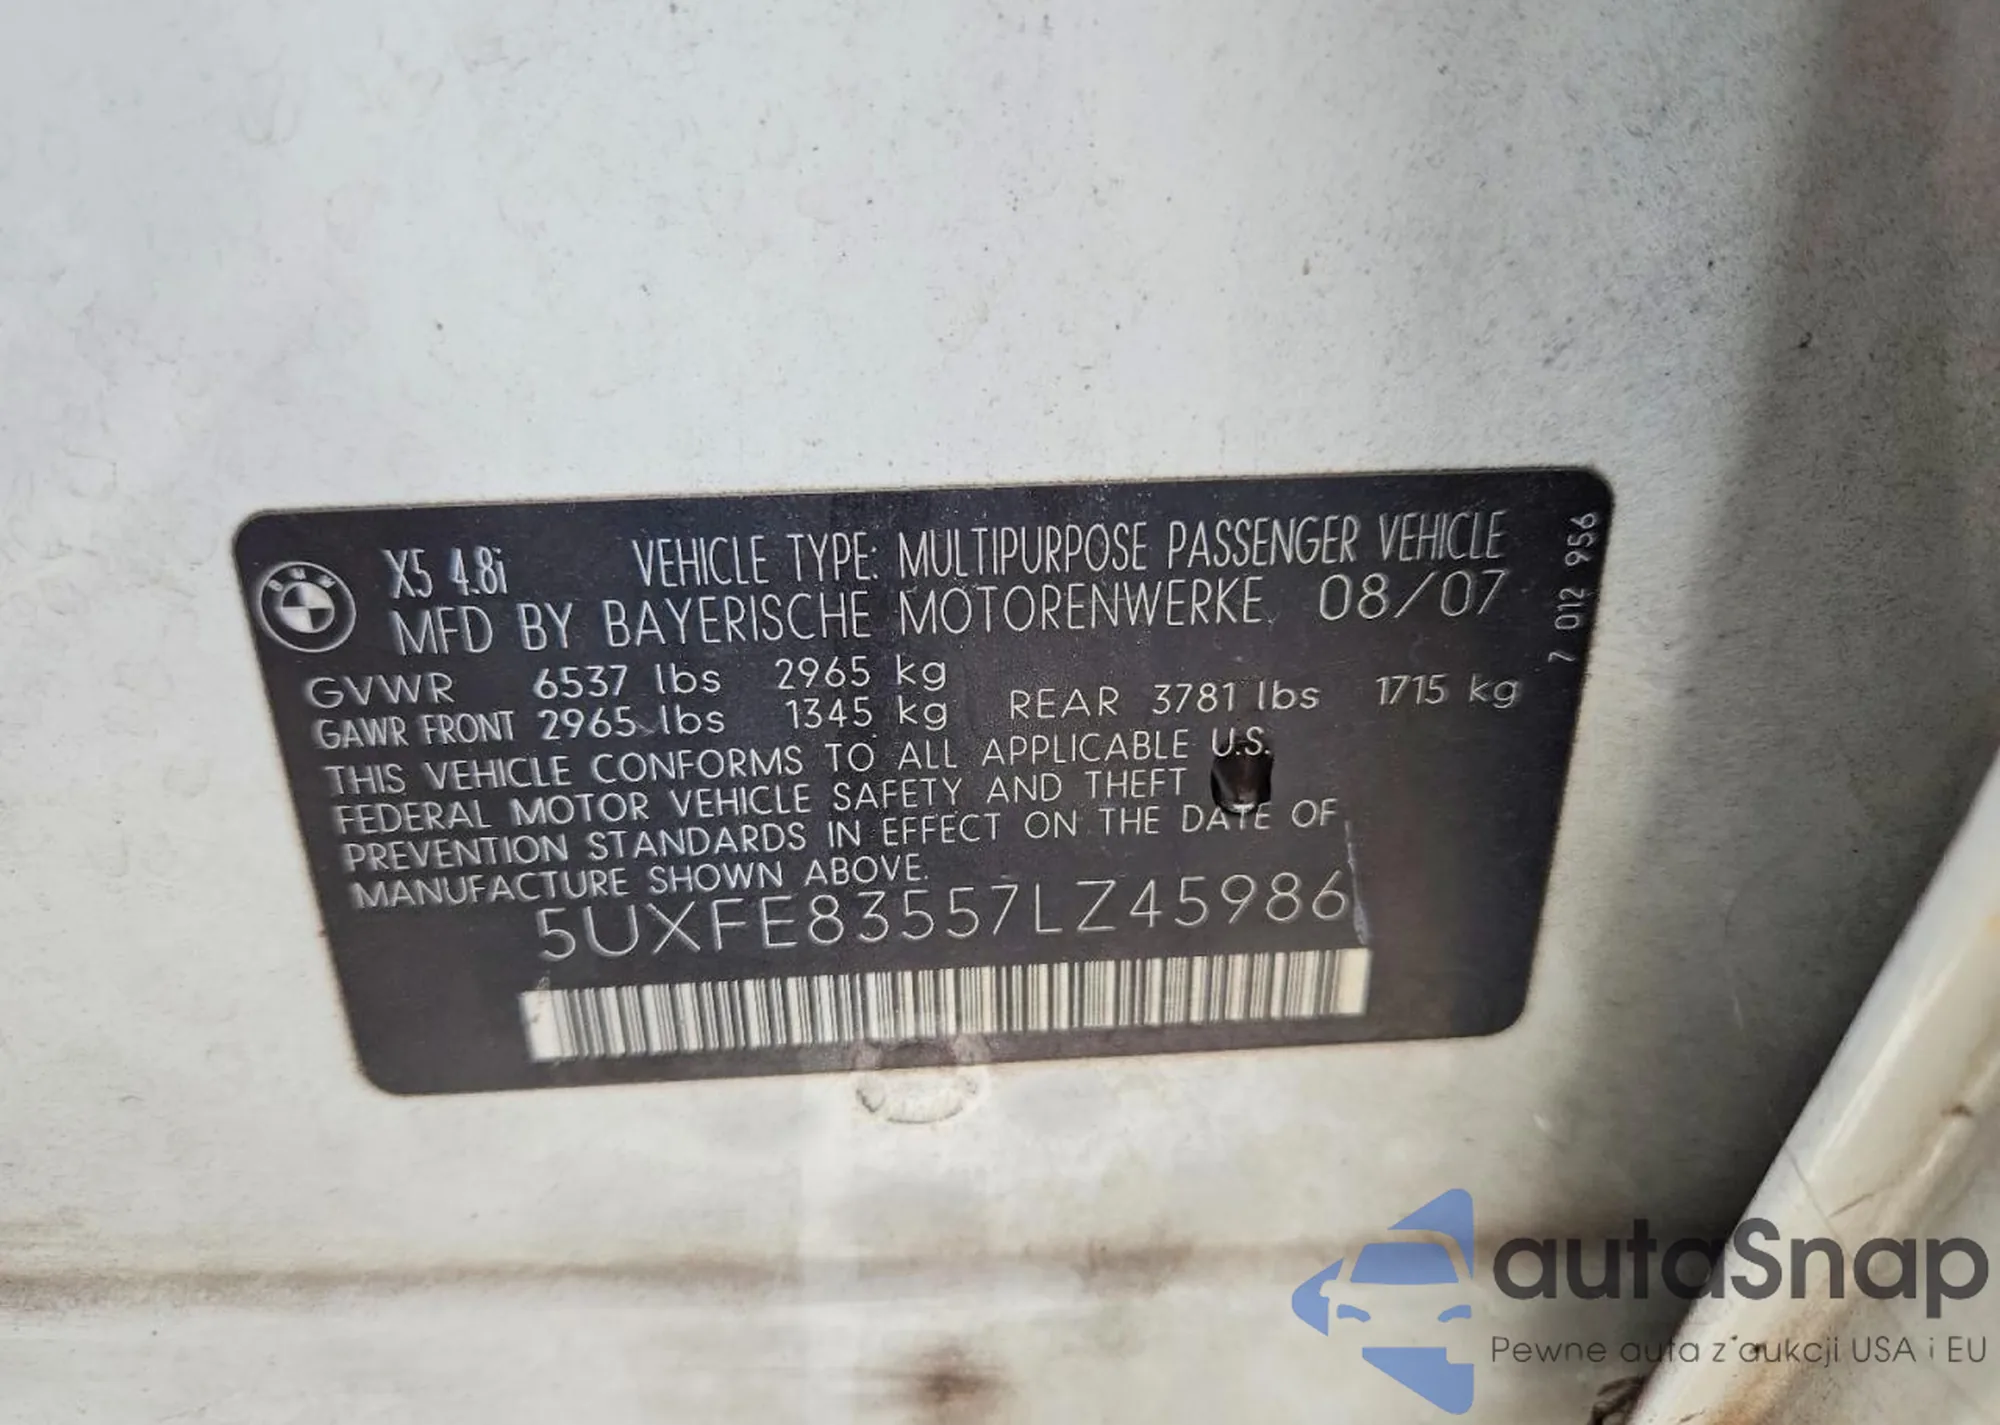 BMW
X5 4.8i VEHICLE TYPE: MULTIPURPOSE PASSENGER VEHICLE
MFD BY BAYERISCHE MOTORENWERKE 08/07
GVWR 6537 lbs 2965 kg
GAWR FRONT 2965 lbs 1345 kg REAR 3781 lbs 1715 kg
THIS VEHICLE CONFORMS TO ALL APPLICABLE U.S.
FEDERAL MOTOR VEHICLE SAFETY AND THEFT
PREVENTION STANDARDS IN EFFECT ON THE DATE OF
MANUFACTURE SHOWN ABOVE.
5UXFE83557LZ45986
7 012 956
autaSnap
Pewne auta z aukcji USA i EU